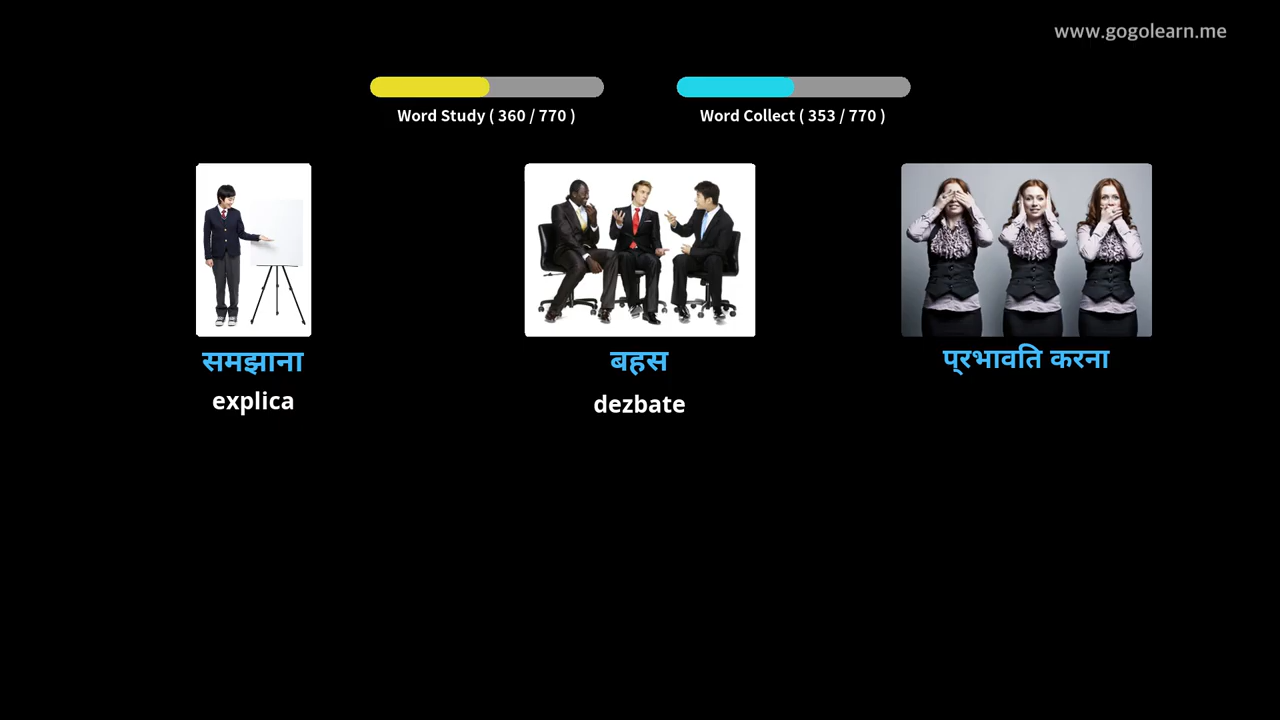 www.gogolearn.me
Word Study ( 360 / 770 )
Word Collect ( 353 / 770 )
समझाना
बहस
प्रभावति करना
explica
dezbate